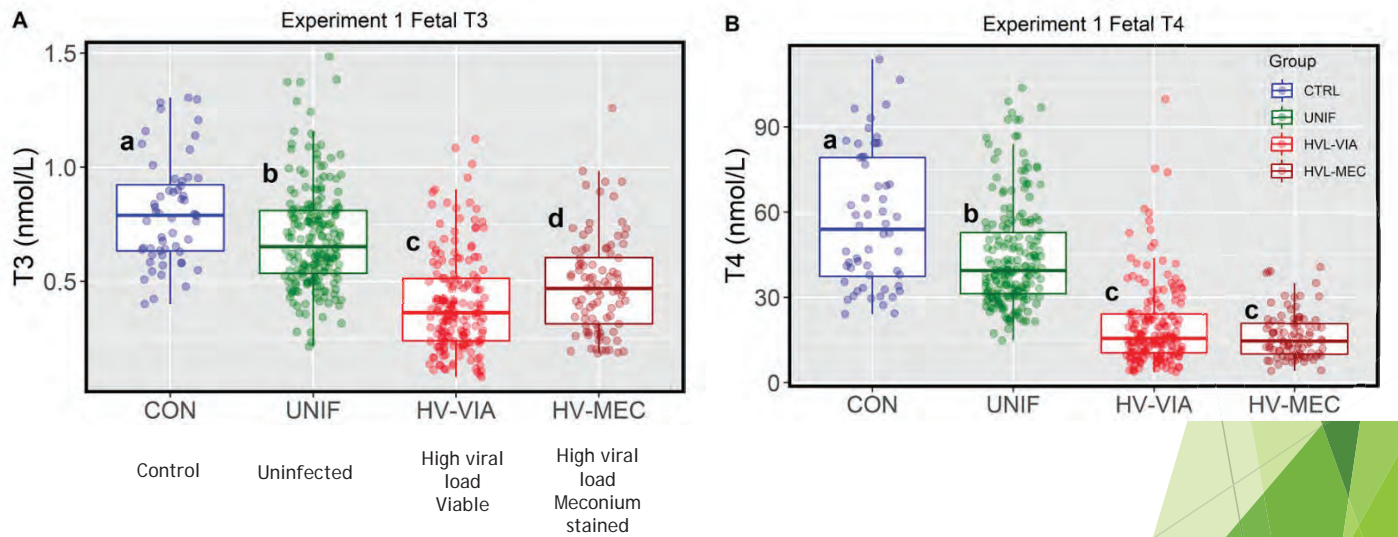 A
Experiment 1 Fetal T3
T3 (nmol/L)
1.5
1.0
0.5
a
b
c
d
CON
UNIF
HV-VIA
HV-MEC
Control
Uninfected
High viral
load
Viable
High viral
load
Meconium
stained
B
Experiment 1 Fetal T4
T4 (nmol/L)
90
60
30
0
a
b
c
c
Group
CTRL
UNIF
HVL-VIA
HVL-MEC
CON
UNIF
HV-VIA
HV-MEC